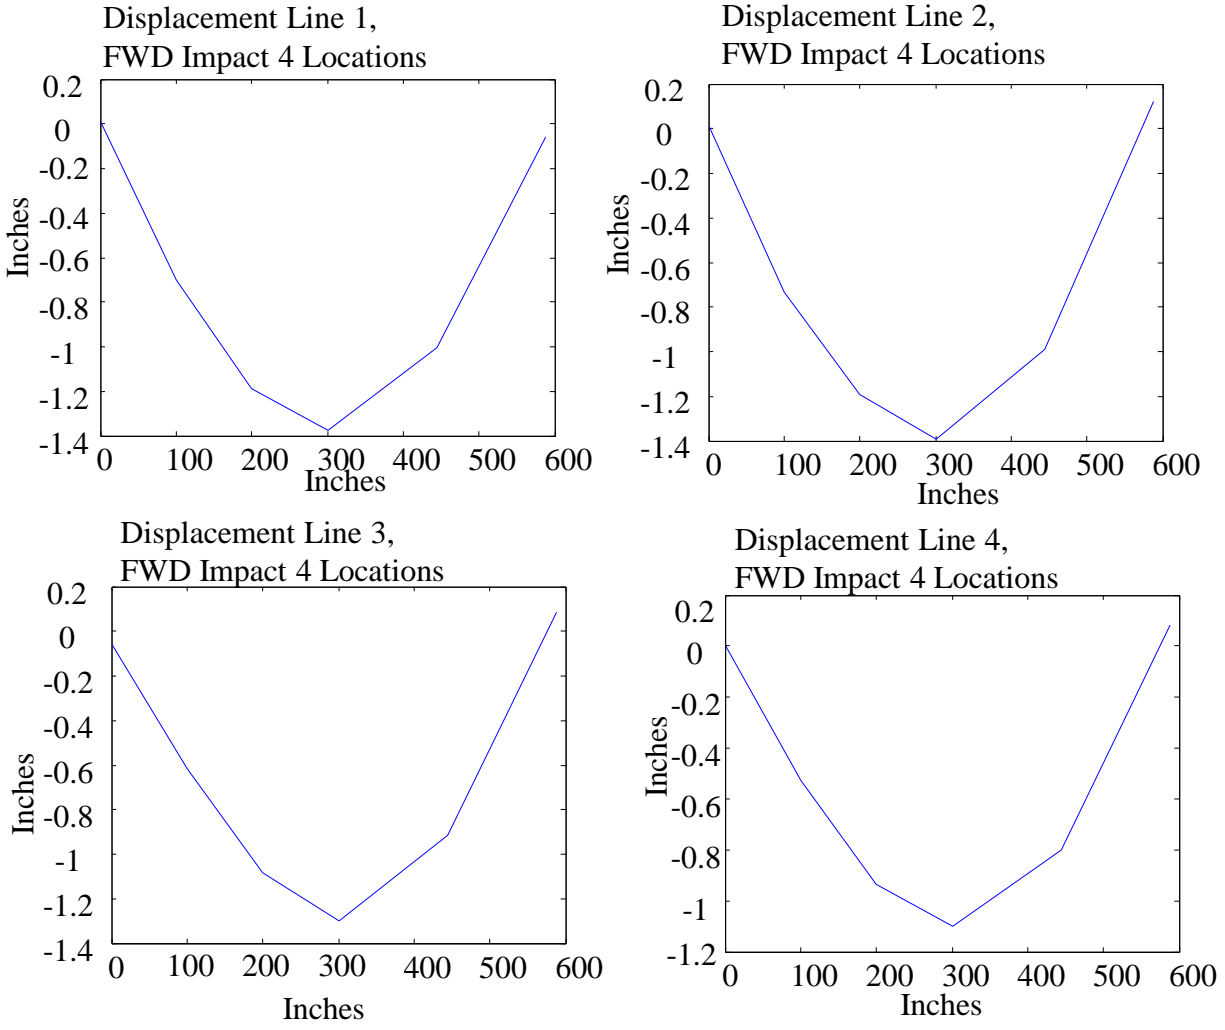 Displacement Line 1,
FWD Impact 4 Locations
0.2
0
-0.2
-0.4
-0.6
-0.8
-1
-1.2
-1.4
Inches
0 100 200 300 400 500 600
Inches
Displacement Line 2,
FWD Impact 4 Locations
0.2
0
-0.2
-0.4
-0.6
-0.8
-1
-1.2
-1.4
Inches
0 100 200 300 400 500 600
Inches
Displacement Line 3,
FWD Impact 4 Locations
0.2
0
-0.2
-0.4
-0.6
-0.8
-1
-1.2
-1.4
Inches
0 100 200 300 400 500 600
Inches
Displacement Line 4,
FWD Impact 4 Locations
0.2
0
-0.2
-0.4
-0.6
-0.8
-1
-1.2
Inches
0 100 200 300 400 500 600
Inches